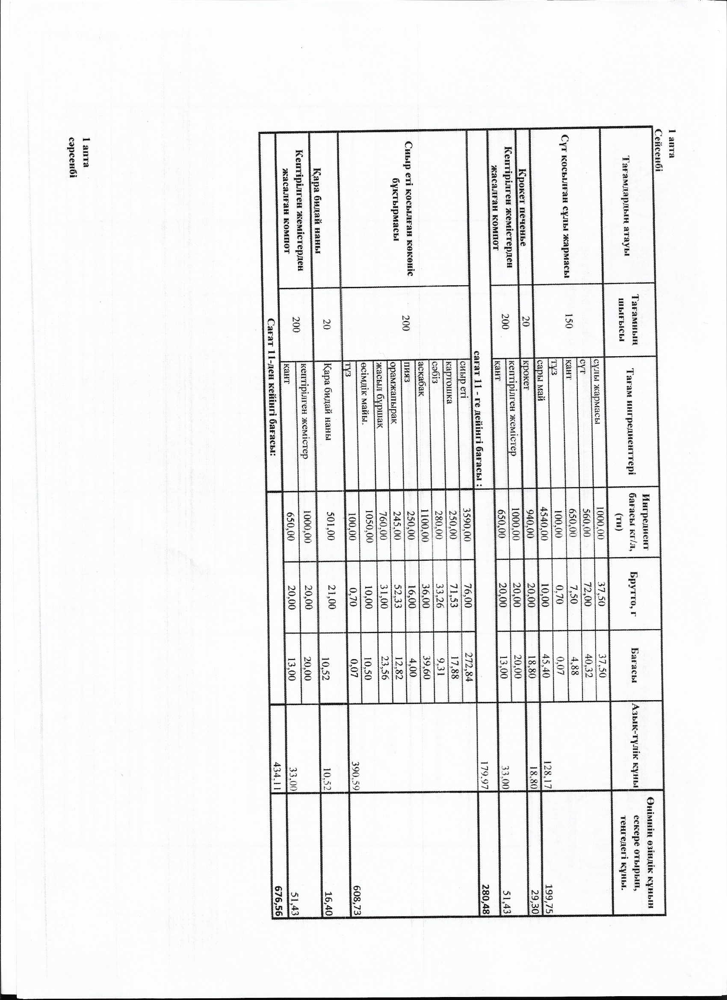 1 апта
Сейсенбі
Тағамдардың атауы | Тағамның шығысы | Тағам ингредиенттері | Ингредиент бағасы кг/л, (тн) | Брутто, г | Бағасы | Азық-түлік құны | Өнімнің өзіндік құнын ескере отырып, теңгедегі құны.
Сүт қосылған сұлы жармасы | 150 | сұлы жармасы | 1000,00 | 37,50 | 37,50
сүт | 560,00 | 72,00 | 40,32
қант | 650,00 | 7,50 | 4,88
тұз | 100,00 | 0,70 | 0,07
сары май | 4540,00 | 10,00 | 45,40 | 128,17 | 199,75
Крокет печенье | 20 | крокет | 940,00 | 20,00 | 18,80 | 18,80 | 29,30
Кептірілген жемістерден жасалған компот | 200 | кептірілген жемістер | 1000,00 | 20,00 | 20,00
қант | 650,00 | 20,00 | 13,00 | 33,00 | 51,43
сағат 11 - ге дейінгі бағасы : | 179,97 | 280,48
Сиыр еті қосылған көкөніс бұқтырмасы | 200 | сиыр еті | 3590,00 | 76,00 | 272,84
картошка | 250,00 | 71,53 | 17,88
сәбіз | 280,00 | 33,26 | 9,31
асқабақ | 1100,00 | 36,00 | 39,60
пияз | 250,00 | 16,00 | 4,00
орамжапырақ | 245,00 | 52,33 | 12,82
жасыл бұршақ | 760,00 | 31,00 | 23,56
өсімдік майы. | 1050,00 | 10,00 | 10,50
тұз | 100,00 | 0,70 | 0,07 | 390,59 | 608,73
Қара бидай наны | 20 | Қара бидай наны | 501,00 | 21,00 | 10,52 | 10,52 | 16,40
Кептірілген жемістерден жасалған компот | 200 | кептірілген жемістер | 1000,00 | 20,00 | 20,00
қант | 650,00 | 20,00 | 13,00 | 33,00 | 51,43
Сағат 11-ден кейінгі бағасы: | 434,11 | 676,56
1 апта
сәрсенбі